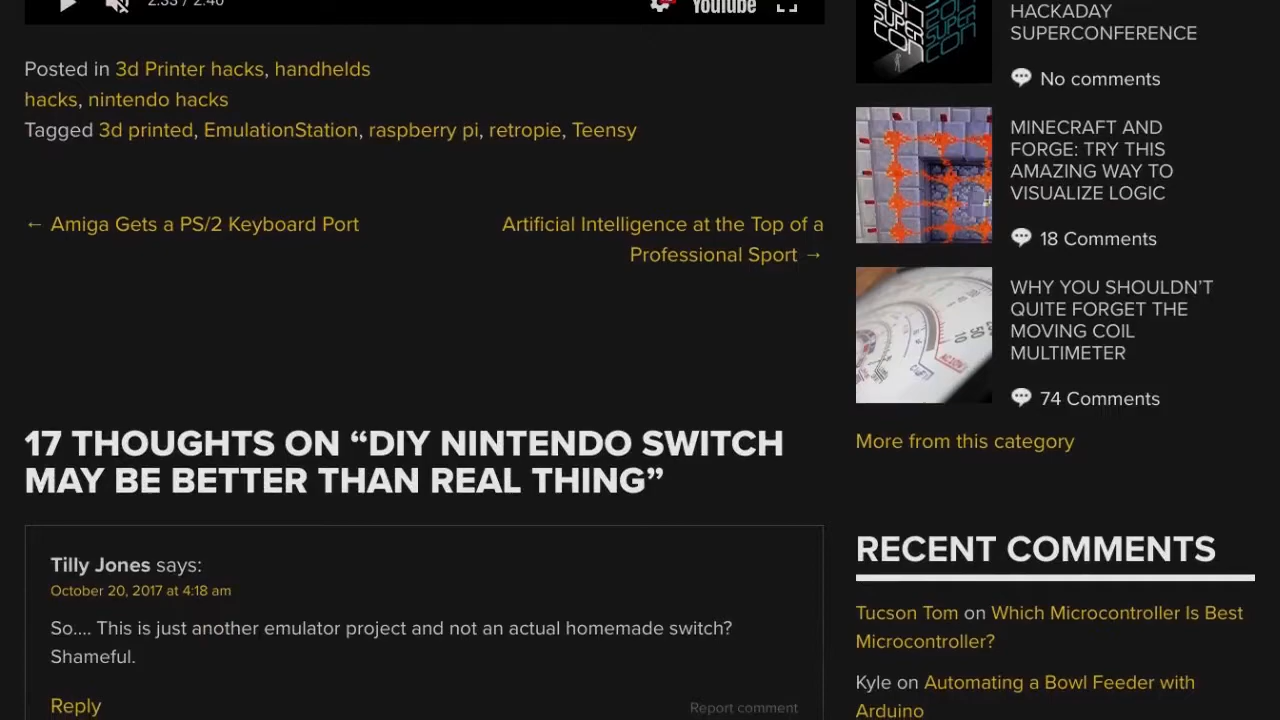 2:33 / 2:40
YouTube
Posted in 3d Printer hacks, handhelds
hacks, nintendo hacks
Tagged 3d printed, EmulationStation, raspberry pi, retropie, Teensy
← Amiga Gets a PS/2 Keyboard Port
Artificial Intelligence at the Top of a
Professional Sport →
17 THOUGHTS ON “DIY NINTENDO SWITCH
MAY BE BETTER THAN REAL THING”
Tilly Jones says:
October 20, 2017 at 4:18 am
So.... This is just another emulator project and not an actual homemade switch?
Shameful.
Reply
Report comment
HACKADAY
SUPERCONFERENCE
No comments
MINECRAFT AND
FORGE: TRY THIS
AMAZING WAY TO
VISUALIZE LOGIC
18 Comments
WHY YOU SHOULDN’T
QUITE FORGET THE
MOVING COIL
MULTIMETER
74 Comments
More from this category
RECENT COMMENTS
Tucson Tom on Which Microcontroller Is Best
Microcontroller?
Kyle on Automating a Bowl Feeder with
Arduino